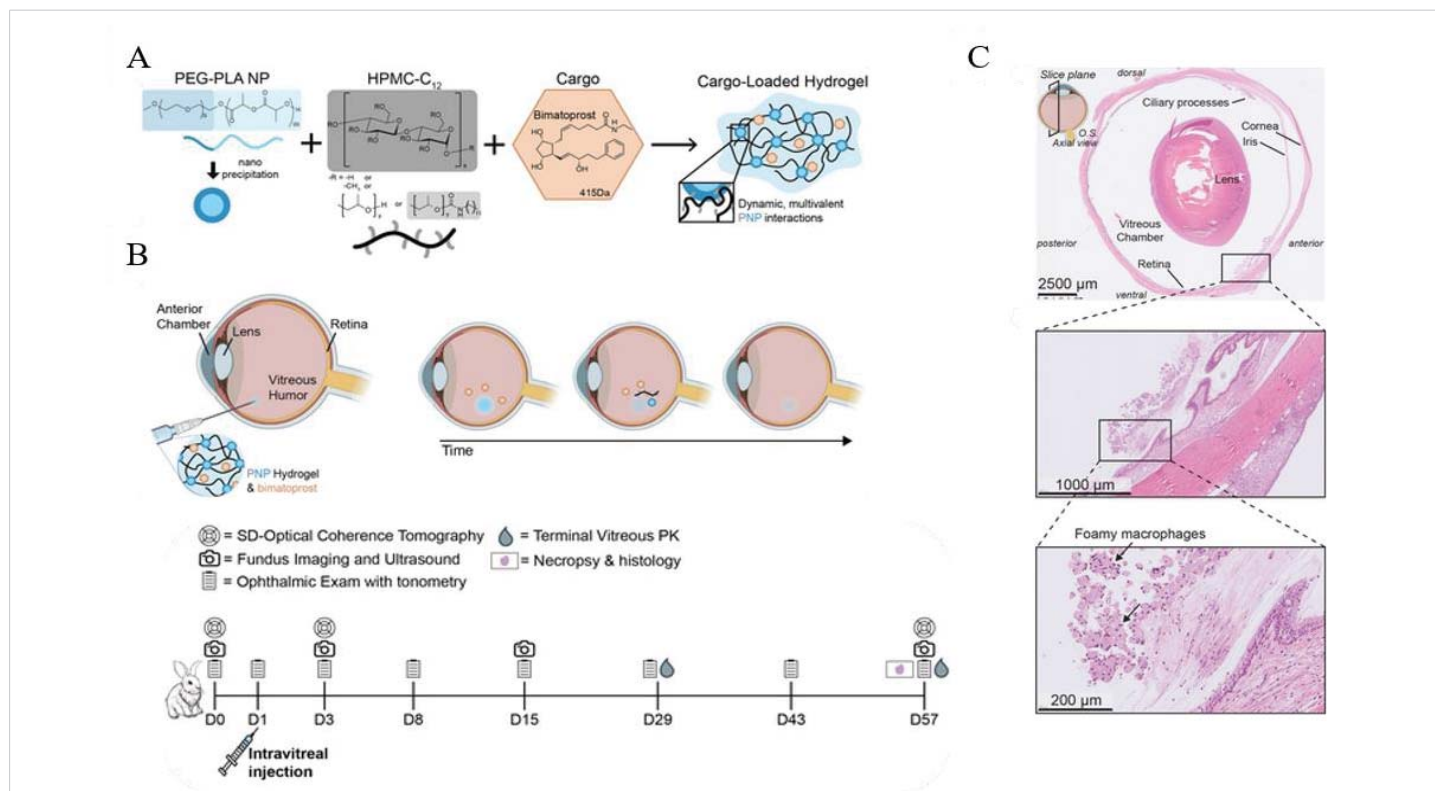 A
PEG-PLA NP
nano
precipitation
+
HPMC-C12
-R = -H or
-CH3 or
or
+
Cargo
Bimatoprost
415Da
Cargo-Loaded Hydrogel
Dynamic, multivalent
PNP interactions
B
Anterior
Chamber
Lens
Retina
Vitreous
Humor
PNP Hydrogel
& bimatoprost
Time
= SD-Optical Coherence Tomography
= Fundus Imaging and Ultrasound
= Ophthalmic Exam with tonometry
= Terminal Vitreous PK
= Necropsy & histology
D0 D1 D3 D8 D15 D29 D43 D57
Intravitreal
injection
C
Slice plane
O.S.
Axial view
dorsal
Ciliary processes
Cornea
Iris
Lens
Vitreous
Chamber
posterior
anterior
Retina
ventral
2500 µm
1000 µm
Foamy macrophages
200 µm